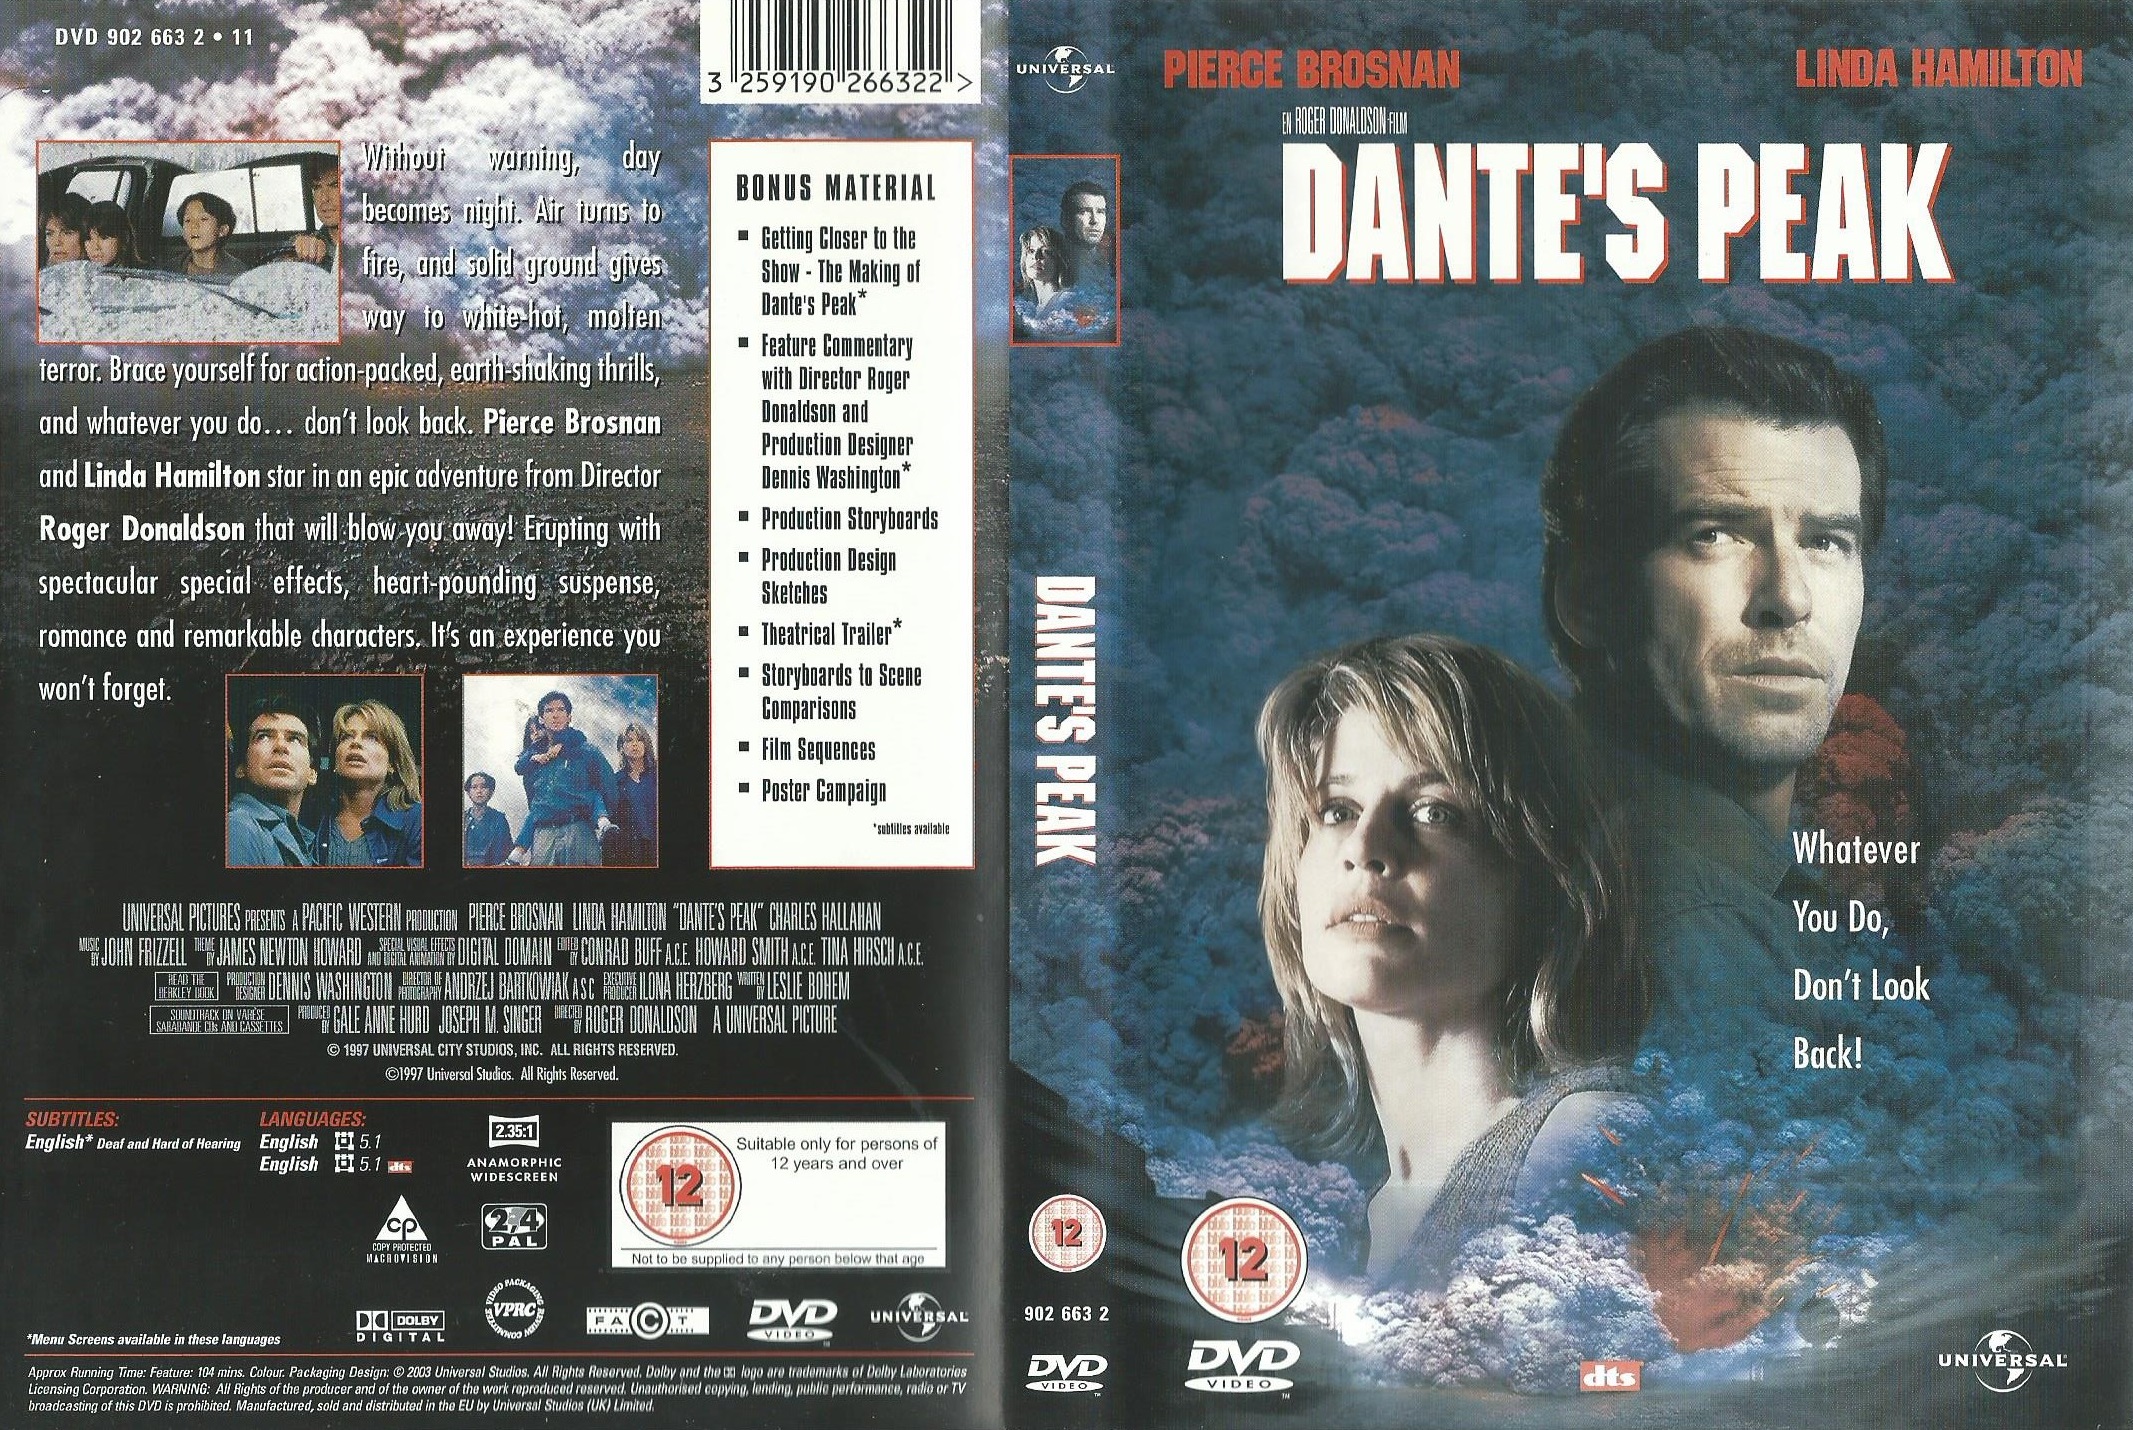 DVD 902 663 2 • 11
3 259190 266322 >
Without warning, day
becomes night. Air turns to
fire, and solid ground gives
way to white-hot, molten
terror. Brace yourself for action-packed, earth-shaking thrills,
and whatever you do... don't look back. Pierce Brosnan
and Linda Hamilton star in an epic adventure from Director
Roger Donaldson that will blow you away! Erupting with
spectacular special effects, heart-pounding suspense,
romance and remarkable characters. It's an experience you
won't forget.
BONUS MATERIAL
▪ Getting Closer to the
Show - The Making of
Dante's Peak*
▪ Feature Commentary
with Director Roger
Donaldson and
Production Designer
Dennis Washington*
▪ Production Storyboards
▪ Production Design
Sketches
▪ Theatrical Trailer*
▪ Storyboards to Scene
Comparisons
▪ Film Sequences
▪ Poster Campaign
*subtitles available
UNIVERSAL PICTURES PRESENTS A PACIFIC WESTERN PRODUCTION PIERCE BROSNAN LINDA HAMILTON "DANTE'S PEAK" CHARLES HALLAHAN
MUSIC BY JOHN FRIZZELL THEME BY JAMES NEWTON HOWARD SPECIAL VISUAL EFFECTS AND DIGITAL ANIMATION BY DIGITAL DOMAIN EDITED BY CONRAD BUFF A.C.E. HOWARD SMITH A.C.E. TINA HIRSCH A.C.E.
READ THE BERKLEY BOOK PRODUCTION DESIGNER DENNIS WASHINGTON DIRECTOR OF PHOTOGRAPHY ANDRZEJ BARTKOWIAK A S C EXECUTIVE PRODUCER ILONA HERZBERG WRITTEN BY LESLIE BOHEM
SOUNDTRACK ON VARÈSE SARABANDE CDs AND CASSETTES PRODUCED BY GALE ANNE HURD JOSEPH M. SINGER DIRECTED BY ROGER DONALDSON A UNIVERSAL PICTURE
© 1997 UNIVERSAL CITY STUDIOS, INC. ALL RIGHTS RESERVED.
©1997 Universal Studios. All Rights Reserved.
SUBTITLES:
English* Deaf and Hard of Hearing
LANGUAGES:
English 5.1
English 5.1 dts
2.35:1
ANAMORPHIC
WIDESCREEN
CP
COPY PROTECTED
MACROVISION
2,4
PAL
12
Suitable only for persons of
12 years and over
Not to be supplied to any person below that age
*Menu Screens available in these languages
DOLBY
DIGITAL
VIDEO PACKAGING REVIEW COMMITTEE
VPRC
FACT
DVD
VIDEO
UNIVERSAL
Approx Running Time: Feature: 104 mins. Colour. Packaging Design: © 2003 Universal Studios. All Rights Reserved. Dolby and the logo are trademarks of Dolby Laboratories
Licensing Corporation. WARNING: All Rights of the producer and of the owner of the work reproduced reserved. Unauthorised copying, lending, public performance, radio or TV
broadcasting of this DVD is prohibited. Manufactured, sold and distributed in the EU by Universal Studios (UK) Limited.
UNIVERSAL
DANTE'S PEAK
12
902 663 2
DVD
VIDEO
PIERCE BROSNAN
LINDA HAMILTON
EN ROGER DONALDSON FILM
DANTE'S PEAK
Whatever
You Do,
Don't Look
Back!
12
DVD
VIDEO
dts
UNIVERSAL